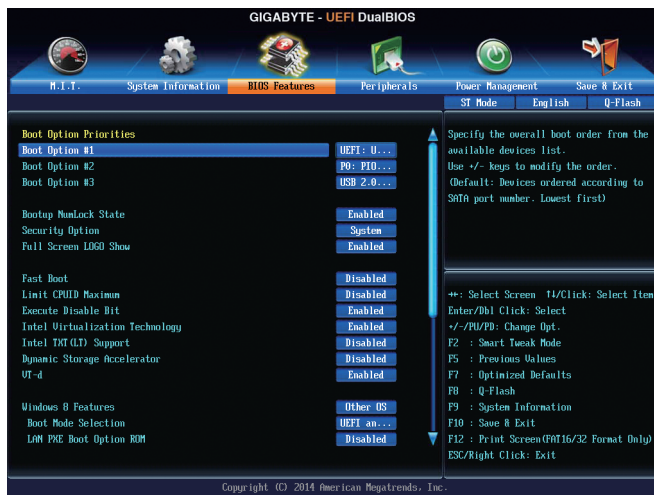 GIGABYTE - UEFI DualBIOS
M.I.T.
System Information
BIOS Features
Peripherals
Power Management
Save & Exit
ST Mode
English
Q-Flash
Boot Option Priorities
Boot Option #1 UEFI: U...
Boot Option #2 P0: PIO...
Boot Option #3 USB 2.0...
Bootup NumLock State Enabled
Security Option System
Full Screen LOGO Show Enabled
Fast Boot Disabled
Limit CPUID Maximum Disabled
Execute Disable Bit Enabled
Intel Virtualization Technology Enabled
Intel TXT(LT) Support Disabled
Dynamic Storage Accelerator Disabled
VT-d Enabled
Windows 8 Features Other OS
Boot Mode Selection UEFI an...
LAN PXE Boot Option ROM Disabled
Specify the overall boot order from the
available devices list.
Use +/- keys to modify the order.
(Default: Devices ordered according to
SATA port number. Lowest first)
→←: Select Screen ↑↓/Click: Select Item
Enter/Dbl Click: Select
+/-/PU/PD: Change Opt.
F2 : Smart Tweak Mode
F5 : Previous Values
F7 : Optimized Defaults
F8 : Q-Flash
F9 : System Information
F10 : Save & Exit
F12 : Print Screen(FAT16/32 Format Only)
ESC/Right Click: Exit
Copyright (C) 2014 American Megatrends, Inc.